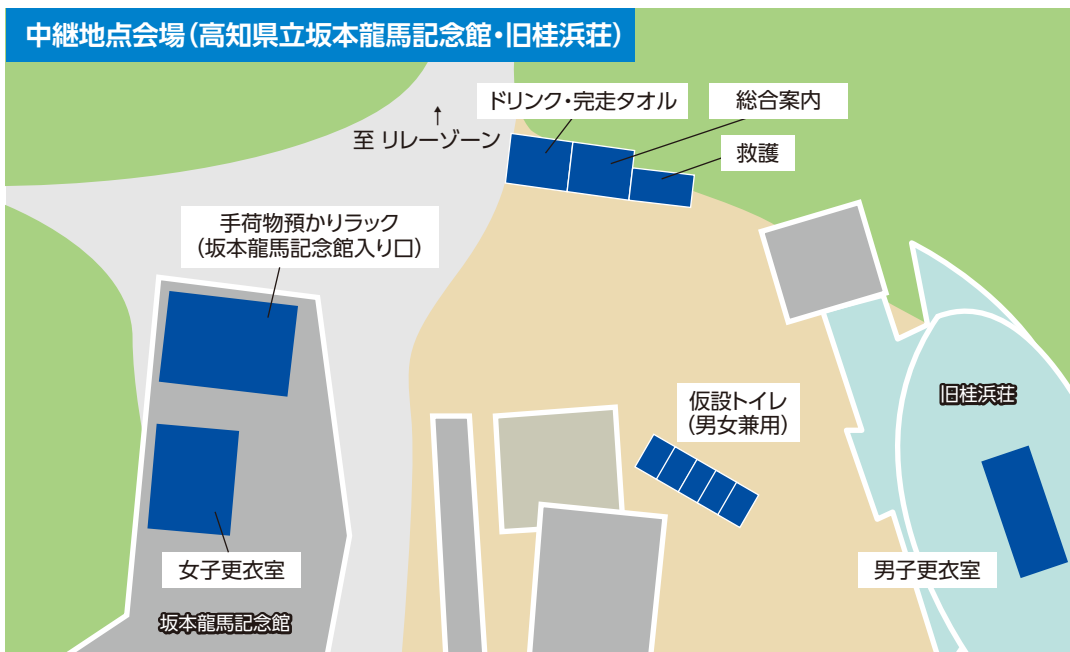 中継地点会場（高知県立坂本龍馬記念館・旧桂浜荘）
ドリンク・完走タオル
総合案内
↑
至 リレーゾーン
救護
手荷物預かりラック
（坂本龍馬記念館入り口）
旧桂浜荘
仮設トイレ
（男女兼用）
女子更衣室
男子更衣室
坂本龍馬記念館